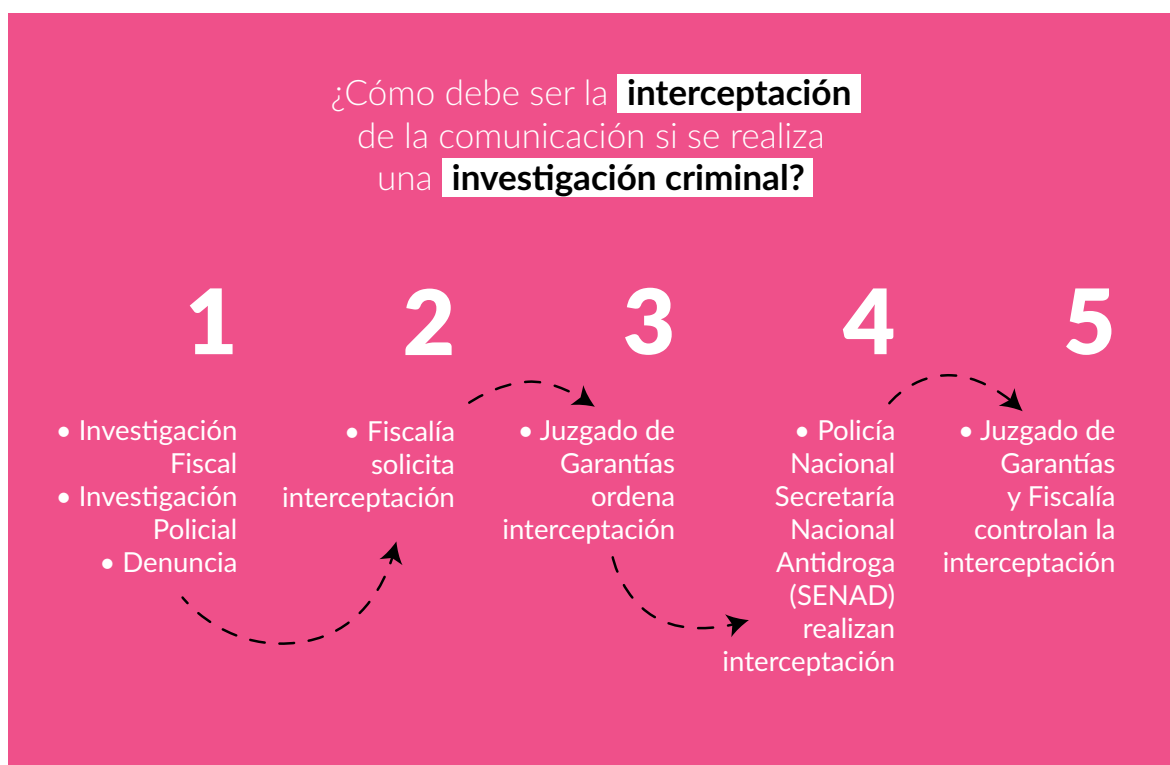 ¿Cómo debe ser la interceptación
de la comunicación si se realiza
una investigación criminal?
1
• Investigación
Fiscal
• Investigación
Policial
• Denuncia
2
• Fiscalía
solicita
interceptación
3
• Juzgado de
Garantías
ordena
interceptación
4
• Policía
Nacional
Secretaría
Nacional
Antidroga
(SENAD)
realizan
interceptación
5
• Juzgado de
Garantías
y Fiscalía
controlan la
interceptación